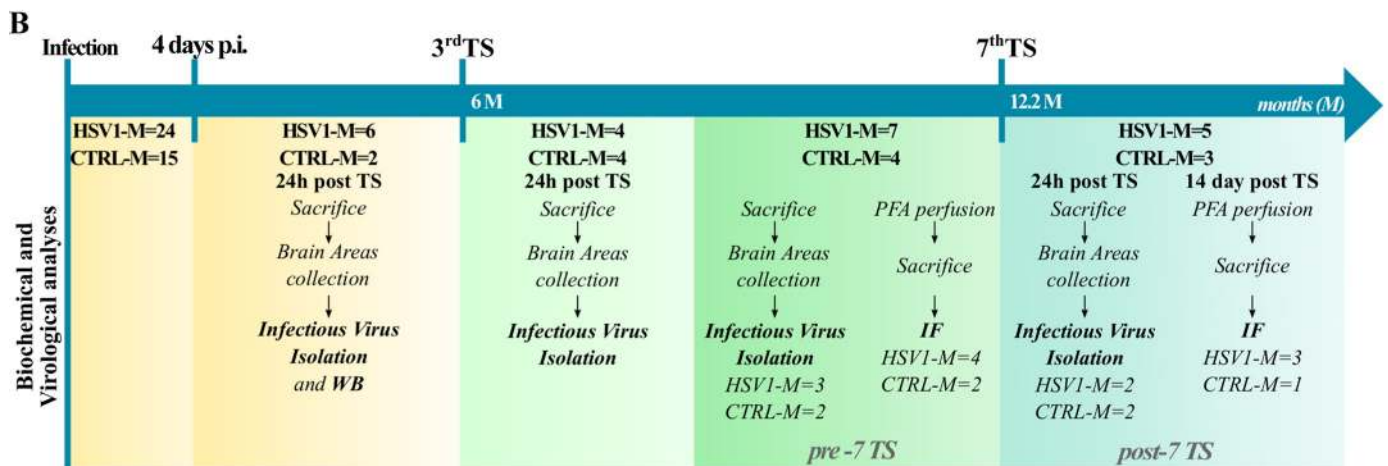 B
Infection
4 days p.i.
3rdTS
7thTS
6 M
12.2 M
months (M)
HSV1-M=24
CTRL-M=15
HSV1-M=6
CTRL-M=2
24h post TS
Sacrifice
Brain Areas
collection
Infectious Virus
Isolation
and WB
HSV1-M=4
CTRL-M=4
24h post TS
Sacrifice
Brain Areas
collection
Infectious Virus
Isolation
HSV1-M=7
CTRL-M=4
Sacrifice
Brain Areas
collection
Infectious Virus
Isolation
HSV1-M=3
CTRL-M=2
PFA perfusion
Sacrifice
IF
HSV1-M=4
CTRL-M=2
pre -7 TS
HSV1-M=5
CTRL-M=3
24h post TS
Sacrifice
Brain Areas
collection
Infectious Virus
Isolation
HSV1-M=2
CTRL-M=2
14 day post TS
PFA perfusion
Sacrifice
IF
HSV1-M=3
CTRL-M=1
post-7 TS
Biochemical and
Virological analyses